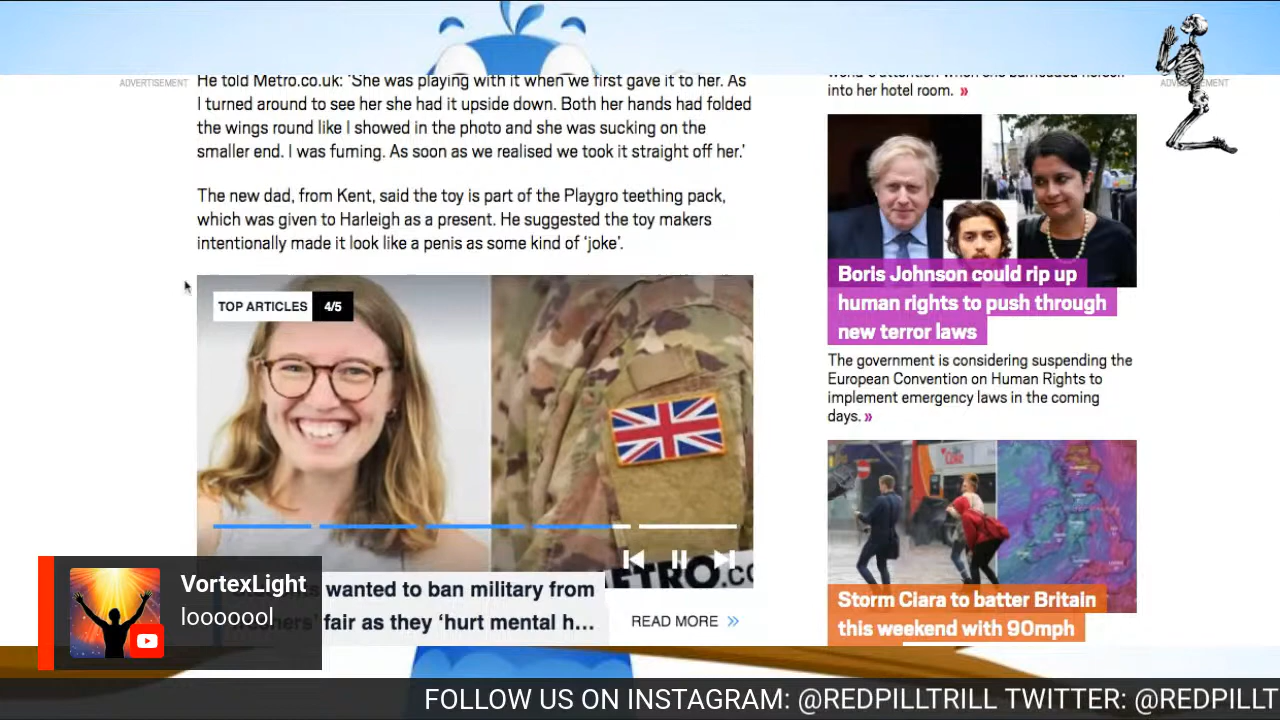 ADVERTISEMENT
He told Metro.co.uk: 'She was playing with it when we first gave it to her. As
I turned around to see her she had it upside down. Both her hands had folded
the wings round like I showed in the photo and she was sucking on the
smaller end. I was fuming. As soon as we realised we took it straight off her.'
The new dad, from Kent, said the toy is part of the Playgro teething pack,
which was given to Harleigh as a present. He suggested the toy makers
intentionally made it look like a penis as some kind of 'joke'.
TOP ARTICLES 4/5
wanted to ban military from
fair as they 'hurt mental h...
READ MORE »
into her hotel room. »
Boris Johnson could rip up
human rights to push through
new terror laws
The government is considering suspending the
European Convention on Human Rights to
implement emergency laws in the coming
days. »
Storm Ciara to batter Britain
this weekend with 90mph
VortexLight
looooool
FOLLOW US ON INSTAGRAM: @REDPILLTRILL TWITTER: @REDPILLT